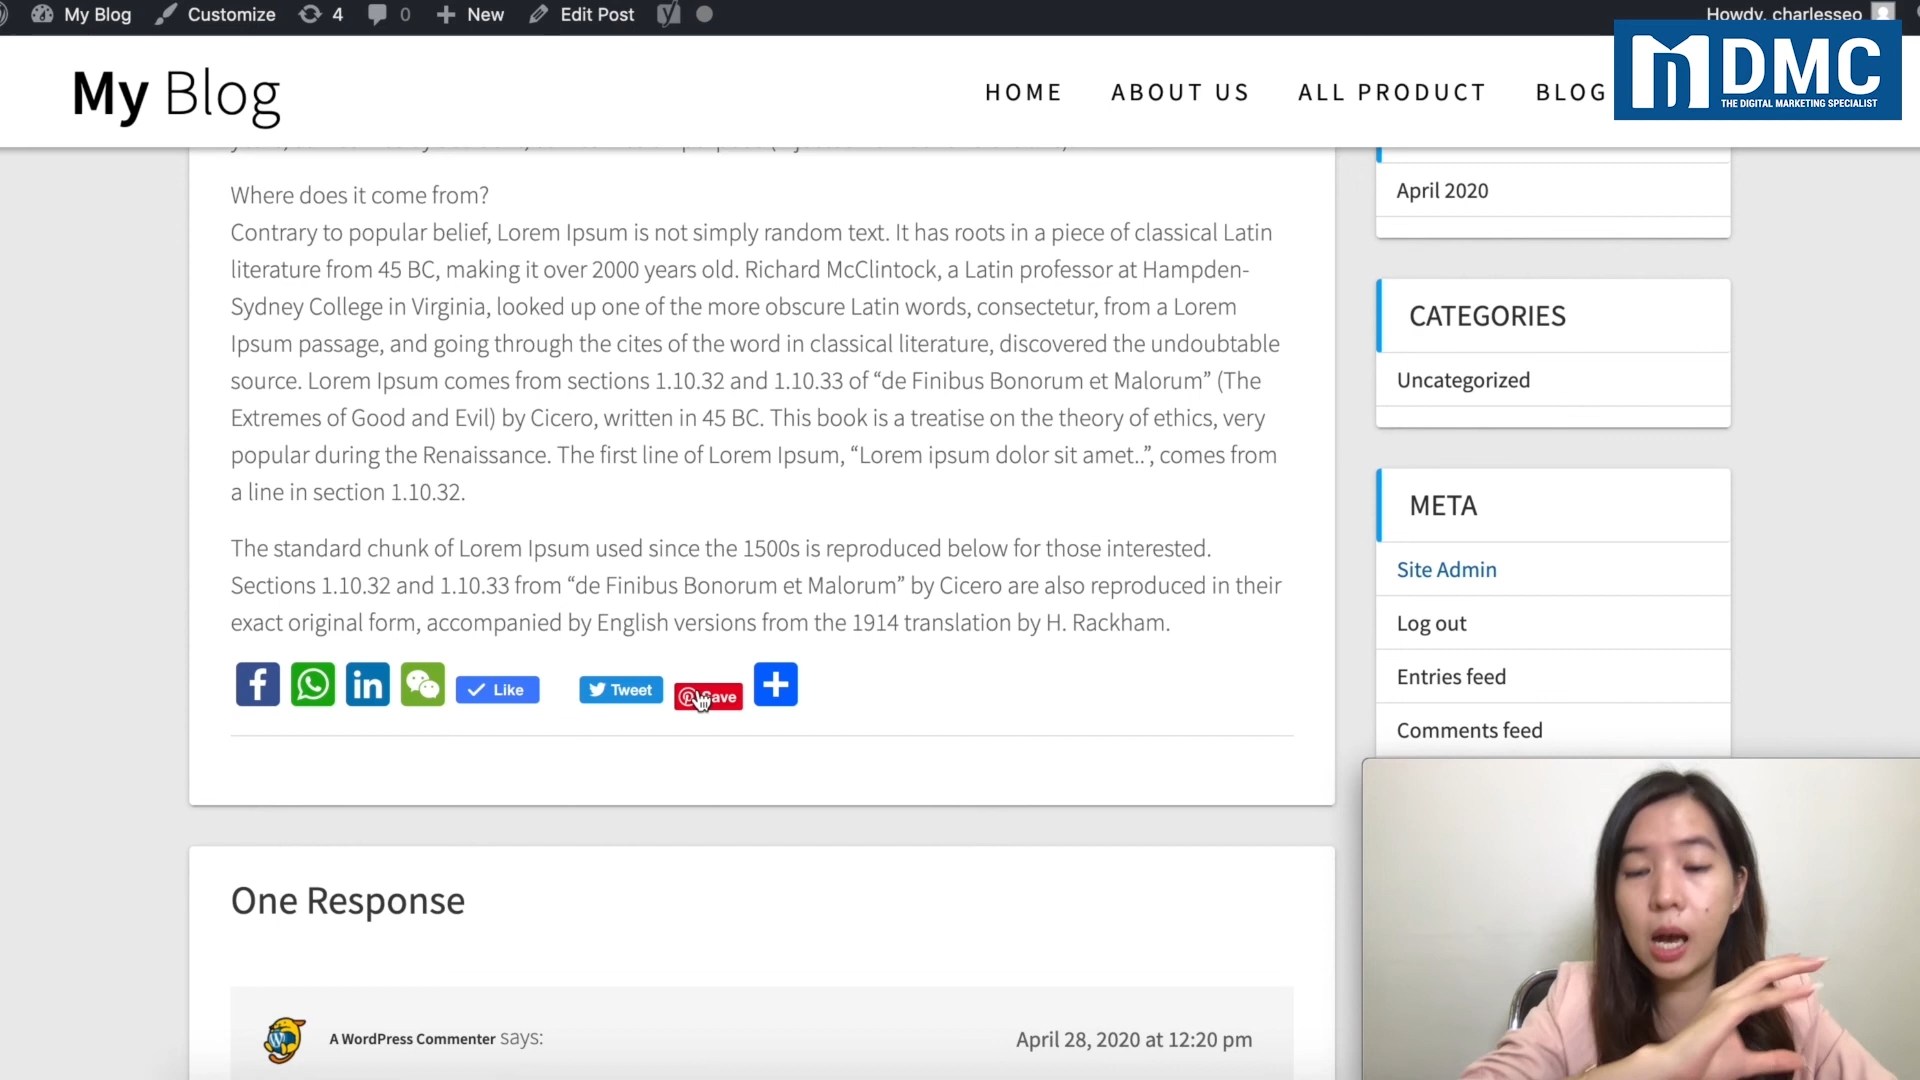 My Blog
Customize
4
0
New
Edit Post
Howdy, charlesseo
My Blog
HOME
ABOUT US
ALL PRODUCT
BLOG
DMC
THE DIGITAL MARKETING SPECIALIST
Where does it come from?
Contrary to popular belief, Lorem Ipsum is not simply random text. It has roots in a piece of classical Latin
literature from 45 BC, making it over 2000 years old. Richard McClintock, a Latin professor at Hampden-
Sydney College in Virginia, looked up one of the more obscure Latin words, consectetur, from a Lorem
Ipsum passage, and going through the cites of the word in classical literature, discovered the undoubtable
source. Lorem Ipsum comes from sections 1.10.32 and 1.10.33 of “de Finibus Bonorum et Malorum” (The
Extremes of Good and Evil) by Cicero, written in 45 BC. This book is a treatise on the theory of ethics, very
popular during the Renaissance. The first line of Lorem Ipsum, “Lorem ipsum dolor sit amet..”, comes from
a line in section 1.10.32.
The standard chunk of Lorem Ipsum used since the 1500s is reproduced below for those interested.
Sections 1.10.32 and 1.10.33 from “de Finibus Bonorum et Malorum” by Cicero are also reproduced in their
exact original form, accompanied by English versions from the 1914 translation by H. Rackham.
Like
Tweet
Save
One Response
A WordPress Commenter says:
April 28, 2020 at 12:20 pm
April 2020
CATEGORIES
Uncategorized
META
Site Admin
Log out
Entries feed
Comments feed